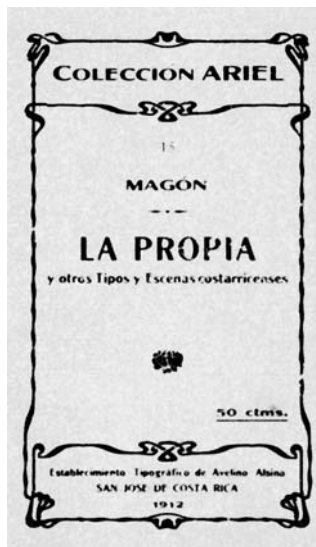 COLECCIÓN ARIEL
15
MAGÓN
LA PROPIA
y otros Tipos y Escenas costarricenses
50 ctms.
Establecimiento Tipográfico de Avelino Alsina
SAN JOSE DE COSTA RICA
1912